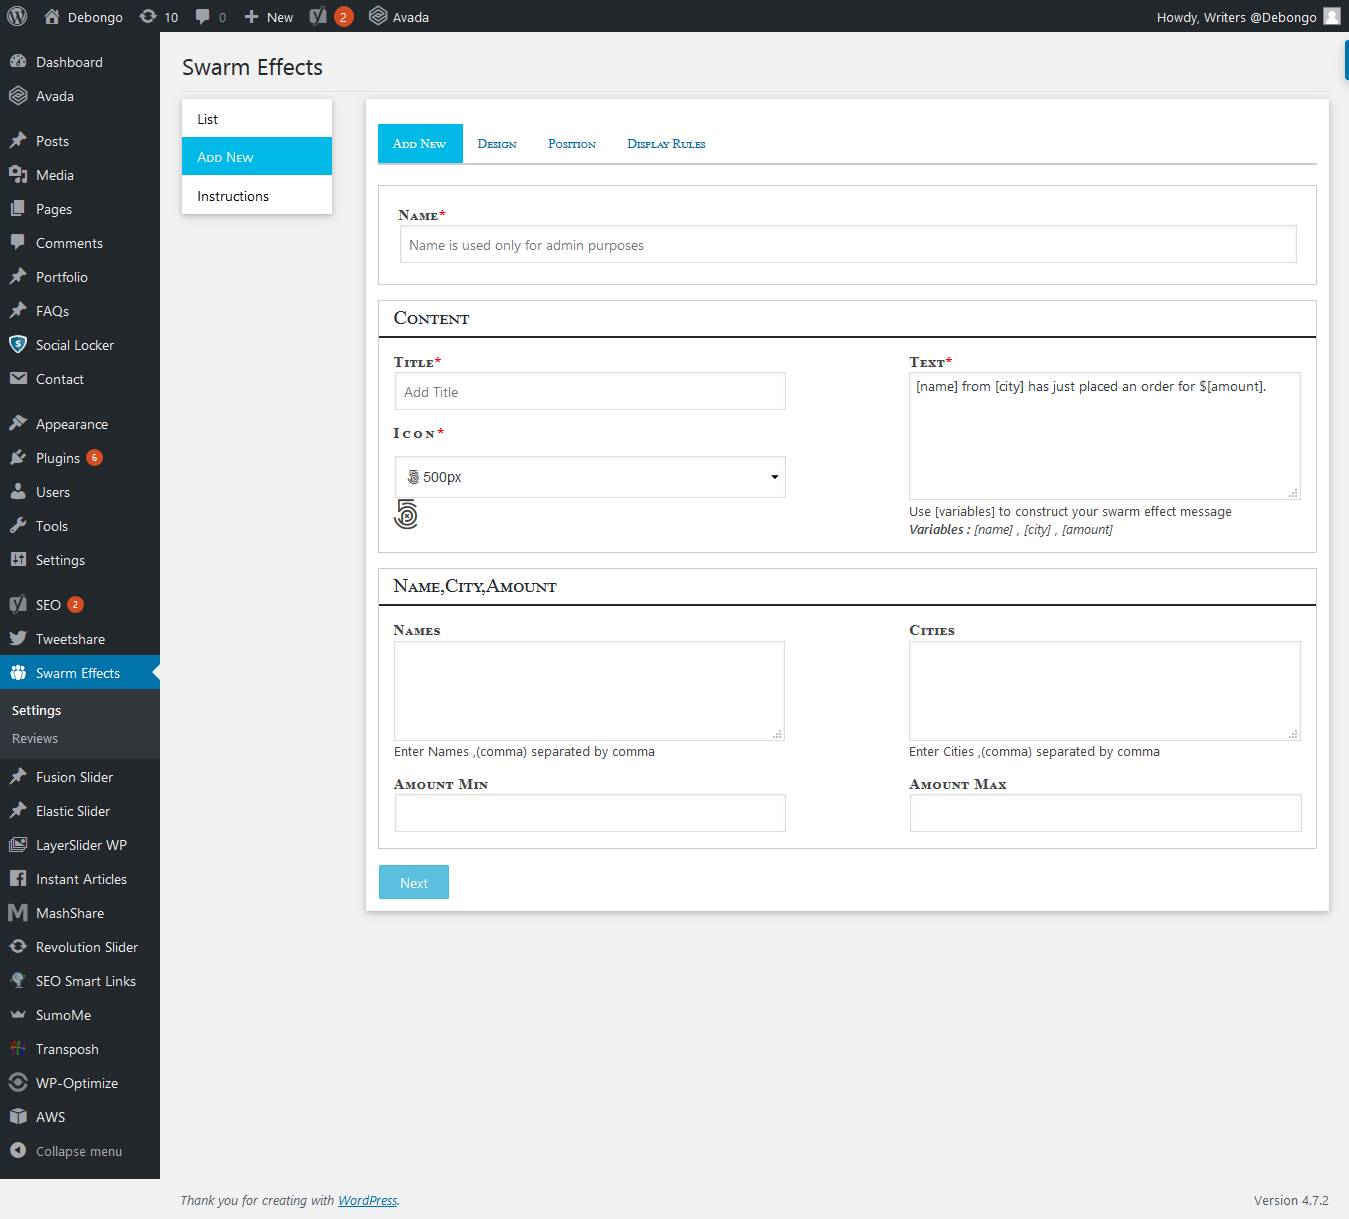 Debongo 10 0 New 2 Avada Howdy, Writers @Debongo
Dashboard
Avada
Posts
Media
Pages
Comments
Portfolio
FAQs
Social Locker
Contact
Appearance
Plugins 6
Users
Tools
Settings
SEO 2
Tweetshare
Swarm Effects
Settings
Reviews
Fusion Slider
Elastic Slider
LayerSlider WP
Instant Articles
MashShare
Revolution Slider
SEO Smart Links
SumoMe
Transposh
WP-Optimize
AWS
Collapse menu
Swarm Effects
List
Add New
Instructions
Add New Design Position Display Rules
Name*
Name is used only for admin purposes
Content
Title*
Add Title
Icon*
500px
Text*
[name] from [city] has just placed an order for $[amount].
Use [variables] to construct your swarm effect message
Variables : [name] , [city] , [amount]
Name,City,Amount
Names
Enter Names ,(comma) separated by comma
Cities
Enter Cities ,(comma) separated by comma
Amount Min
Amount Max
Next
Thank you for creating with WordPress.
Version 4.7.2